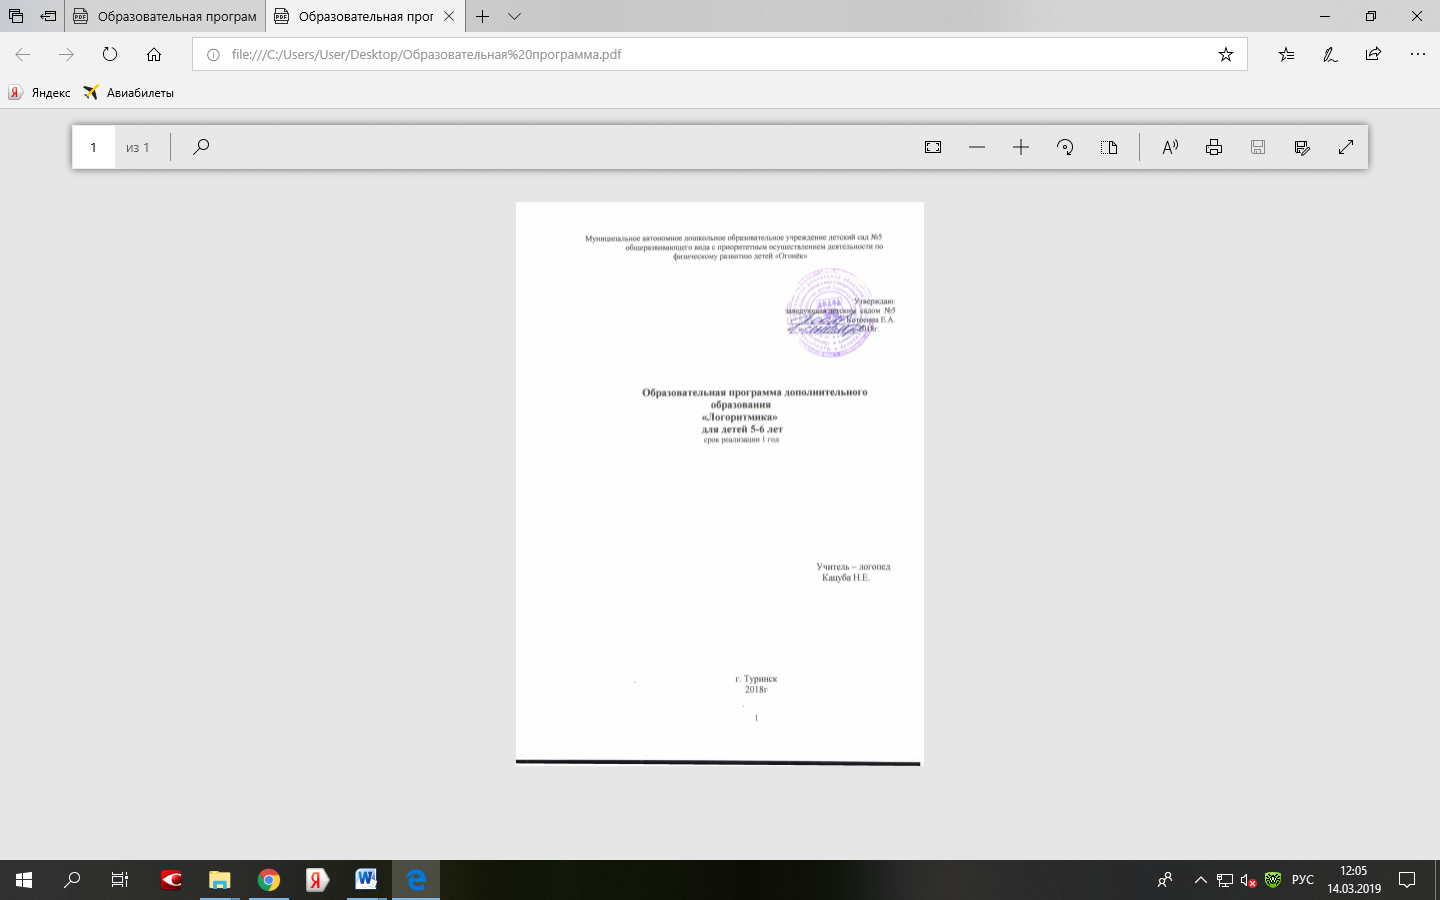 Образовательная програм
Образовательная прог
file:///C:/Users/User/Desktop/Образовательная%20программа.pdf
Яндекс
Авиабилеты
1 из 1
Муниципальное автономное дошкольное образовательное учреждение детский сад №5
общеразвивающего вида с приоритетным осуществлением деятельности по
физическому развитию детей «Огонёк»
Утверждаю:
заведующая детским садом №5
Е.А.
2018г.
Образовательная программа дополнительного
образования
«Логоритмика»
для детей 5-6 лет
срок реализации 1 год
Учитель – логопед
Кацуба Н.Е.
г. Туринск
2018г
1
РУС
12:05
14.03.2019